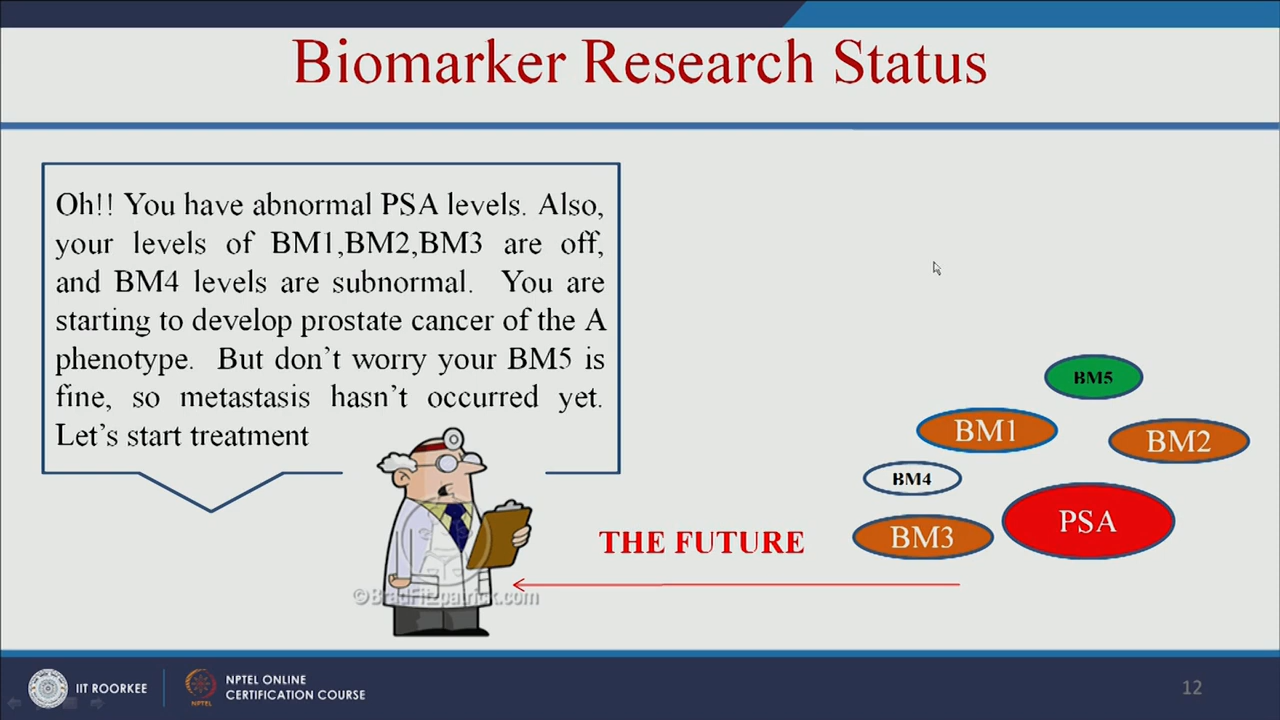 Biomarker Research Status
Oh!! You have abnormal PSA levels. Also,
your levels of BM1,BM2,BM3 are off,
and BM4 levels are subnormal. You are
starting to develop prostate cancer of the A
phenotype. But don't worry your BM5 is
fine, so metastasis hasn't occurred yet.
Let's start treatment
BM5
BM1
BM2
BM4
PSA
BM3
THE FUTURE
©BradFitzpatrick.com
IIT ROORKEE
NPTEL
NPTEL ONLINE
CERTIFICATION COURSE
12